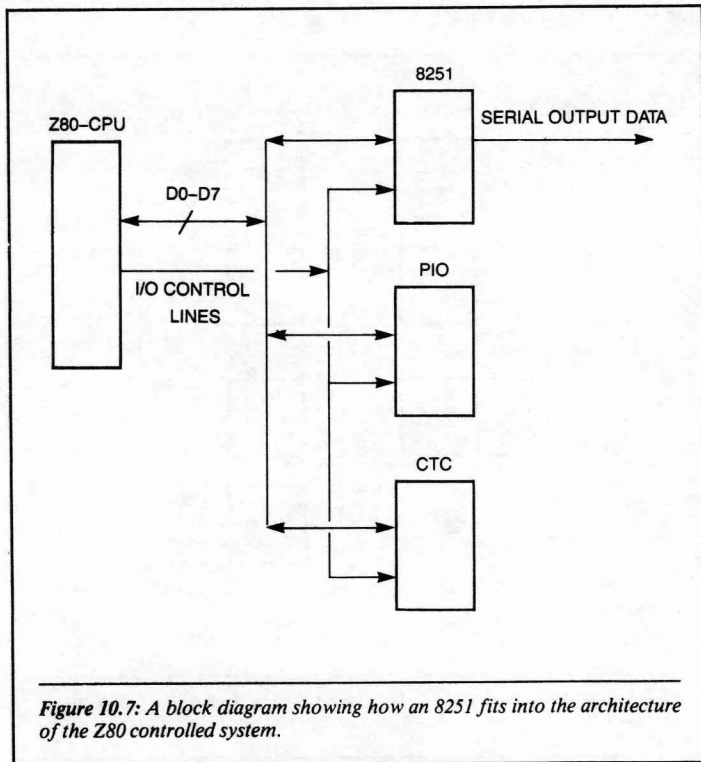 8251
SERIAL OUTPUT DATA
Z80-CPU
D0-D7
I/O CONTROL
LINES
PIO
CTC
Figure 10.7: A block diagram showing how an 8251 fits into the architecture
of the Z80 controlled system.